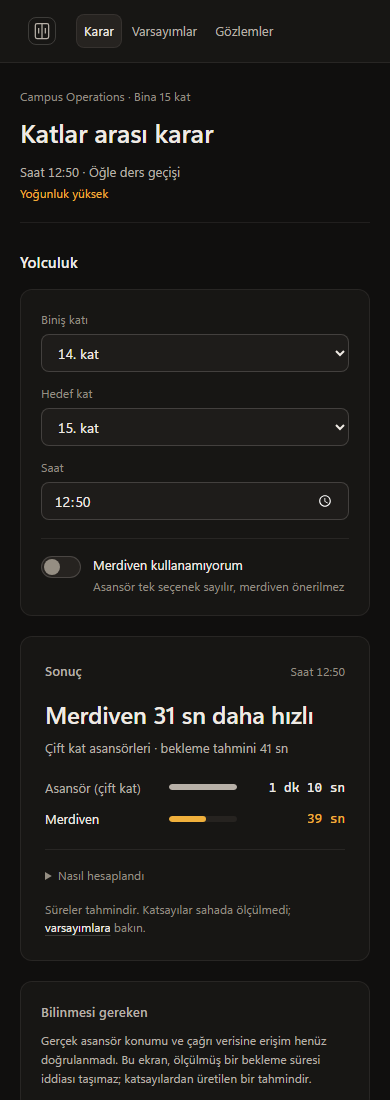 Karar Varsayımlar Gözlemler
Campus Operations · Bina 15 kat
Katlar arası karar
Saat 12:50 · Öğle ders geçişi
Yoğunluk yüksek
Yolculuk
Biniş katı
14. kat
Hedef kat
15. kat
Saat
12:50
Merdiven kullanamıyorum
Asansör tek seçenek sayılır, merdiven önerilmez
Sonuç Saat 12:50
Merdiven 31 sn daha hızlı
Çift kat asansörleri · bekleme tahmini 41 sn
Asansör (çift kat) 1 dk 10 sn
Merdiven 39 sn
Nasıl hesaplandı
Süreler tahmindir. Katsayılar sahada ölçülmedi;
varsayımlara bakın.
Bilinmesi gereken
Gerçek asansör konumu ve çağrı verisine erişim henüz
doğrulanmadı. Bu ekran, ölçülmüş bir bekleme süresi
iddiası taşımaz; katsayılardan üretilen bir tahmindir.